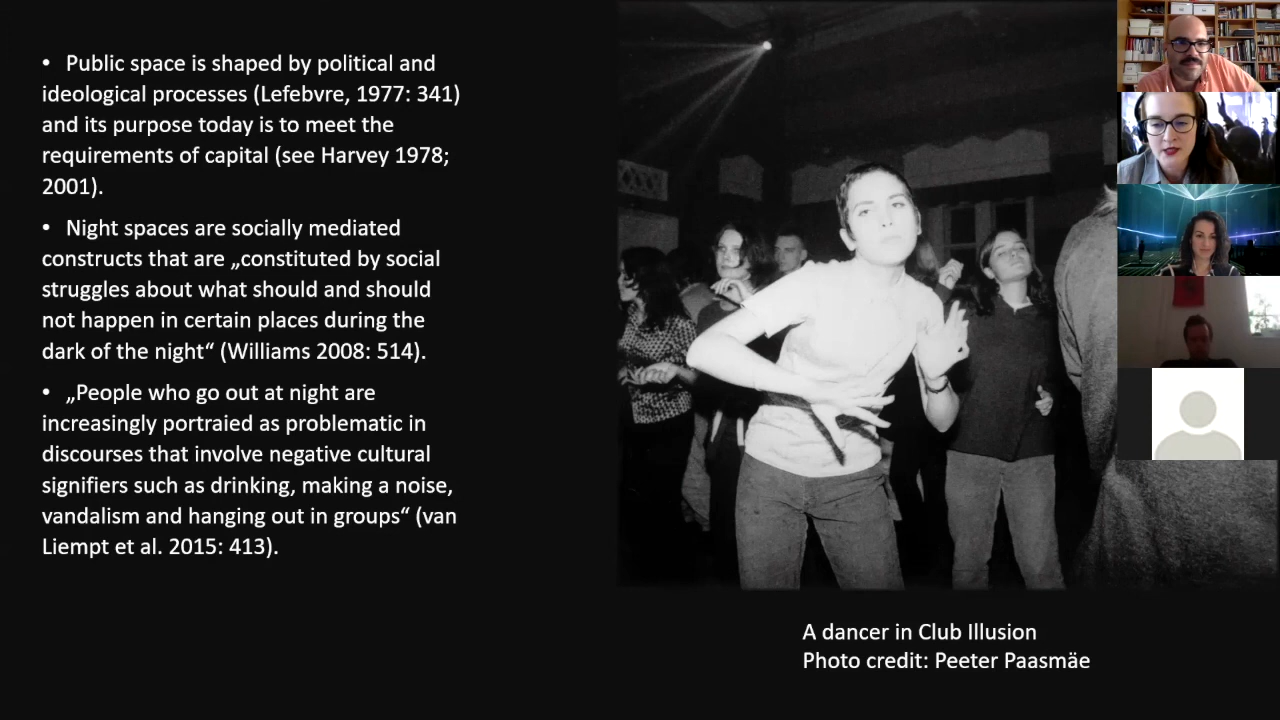 • Public space is shaped by political and
ideological processes (Lefebvre, 1977: 341)
and its purpose today is to meet the
requirements of capital (see Harvey 1978;
2001).
• Night spaces are socially mediated
constructs that are „constituted by social
struggles about what should and should
not happen in certain places during the
dark of the night“ (Williams 2008: 514).
• „People who go out at night are
increasingly portraied as problematic in
discourses that involve negative cultural
signifiers such as drinking, making a noise,
vandalism and hanging out in groups“ (van
Liempt et al. 2015: 413).
A dancer in Club Illusion
Photo credit: Peeter Paasmäe